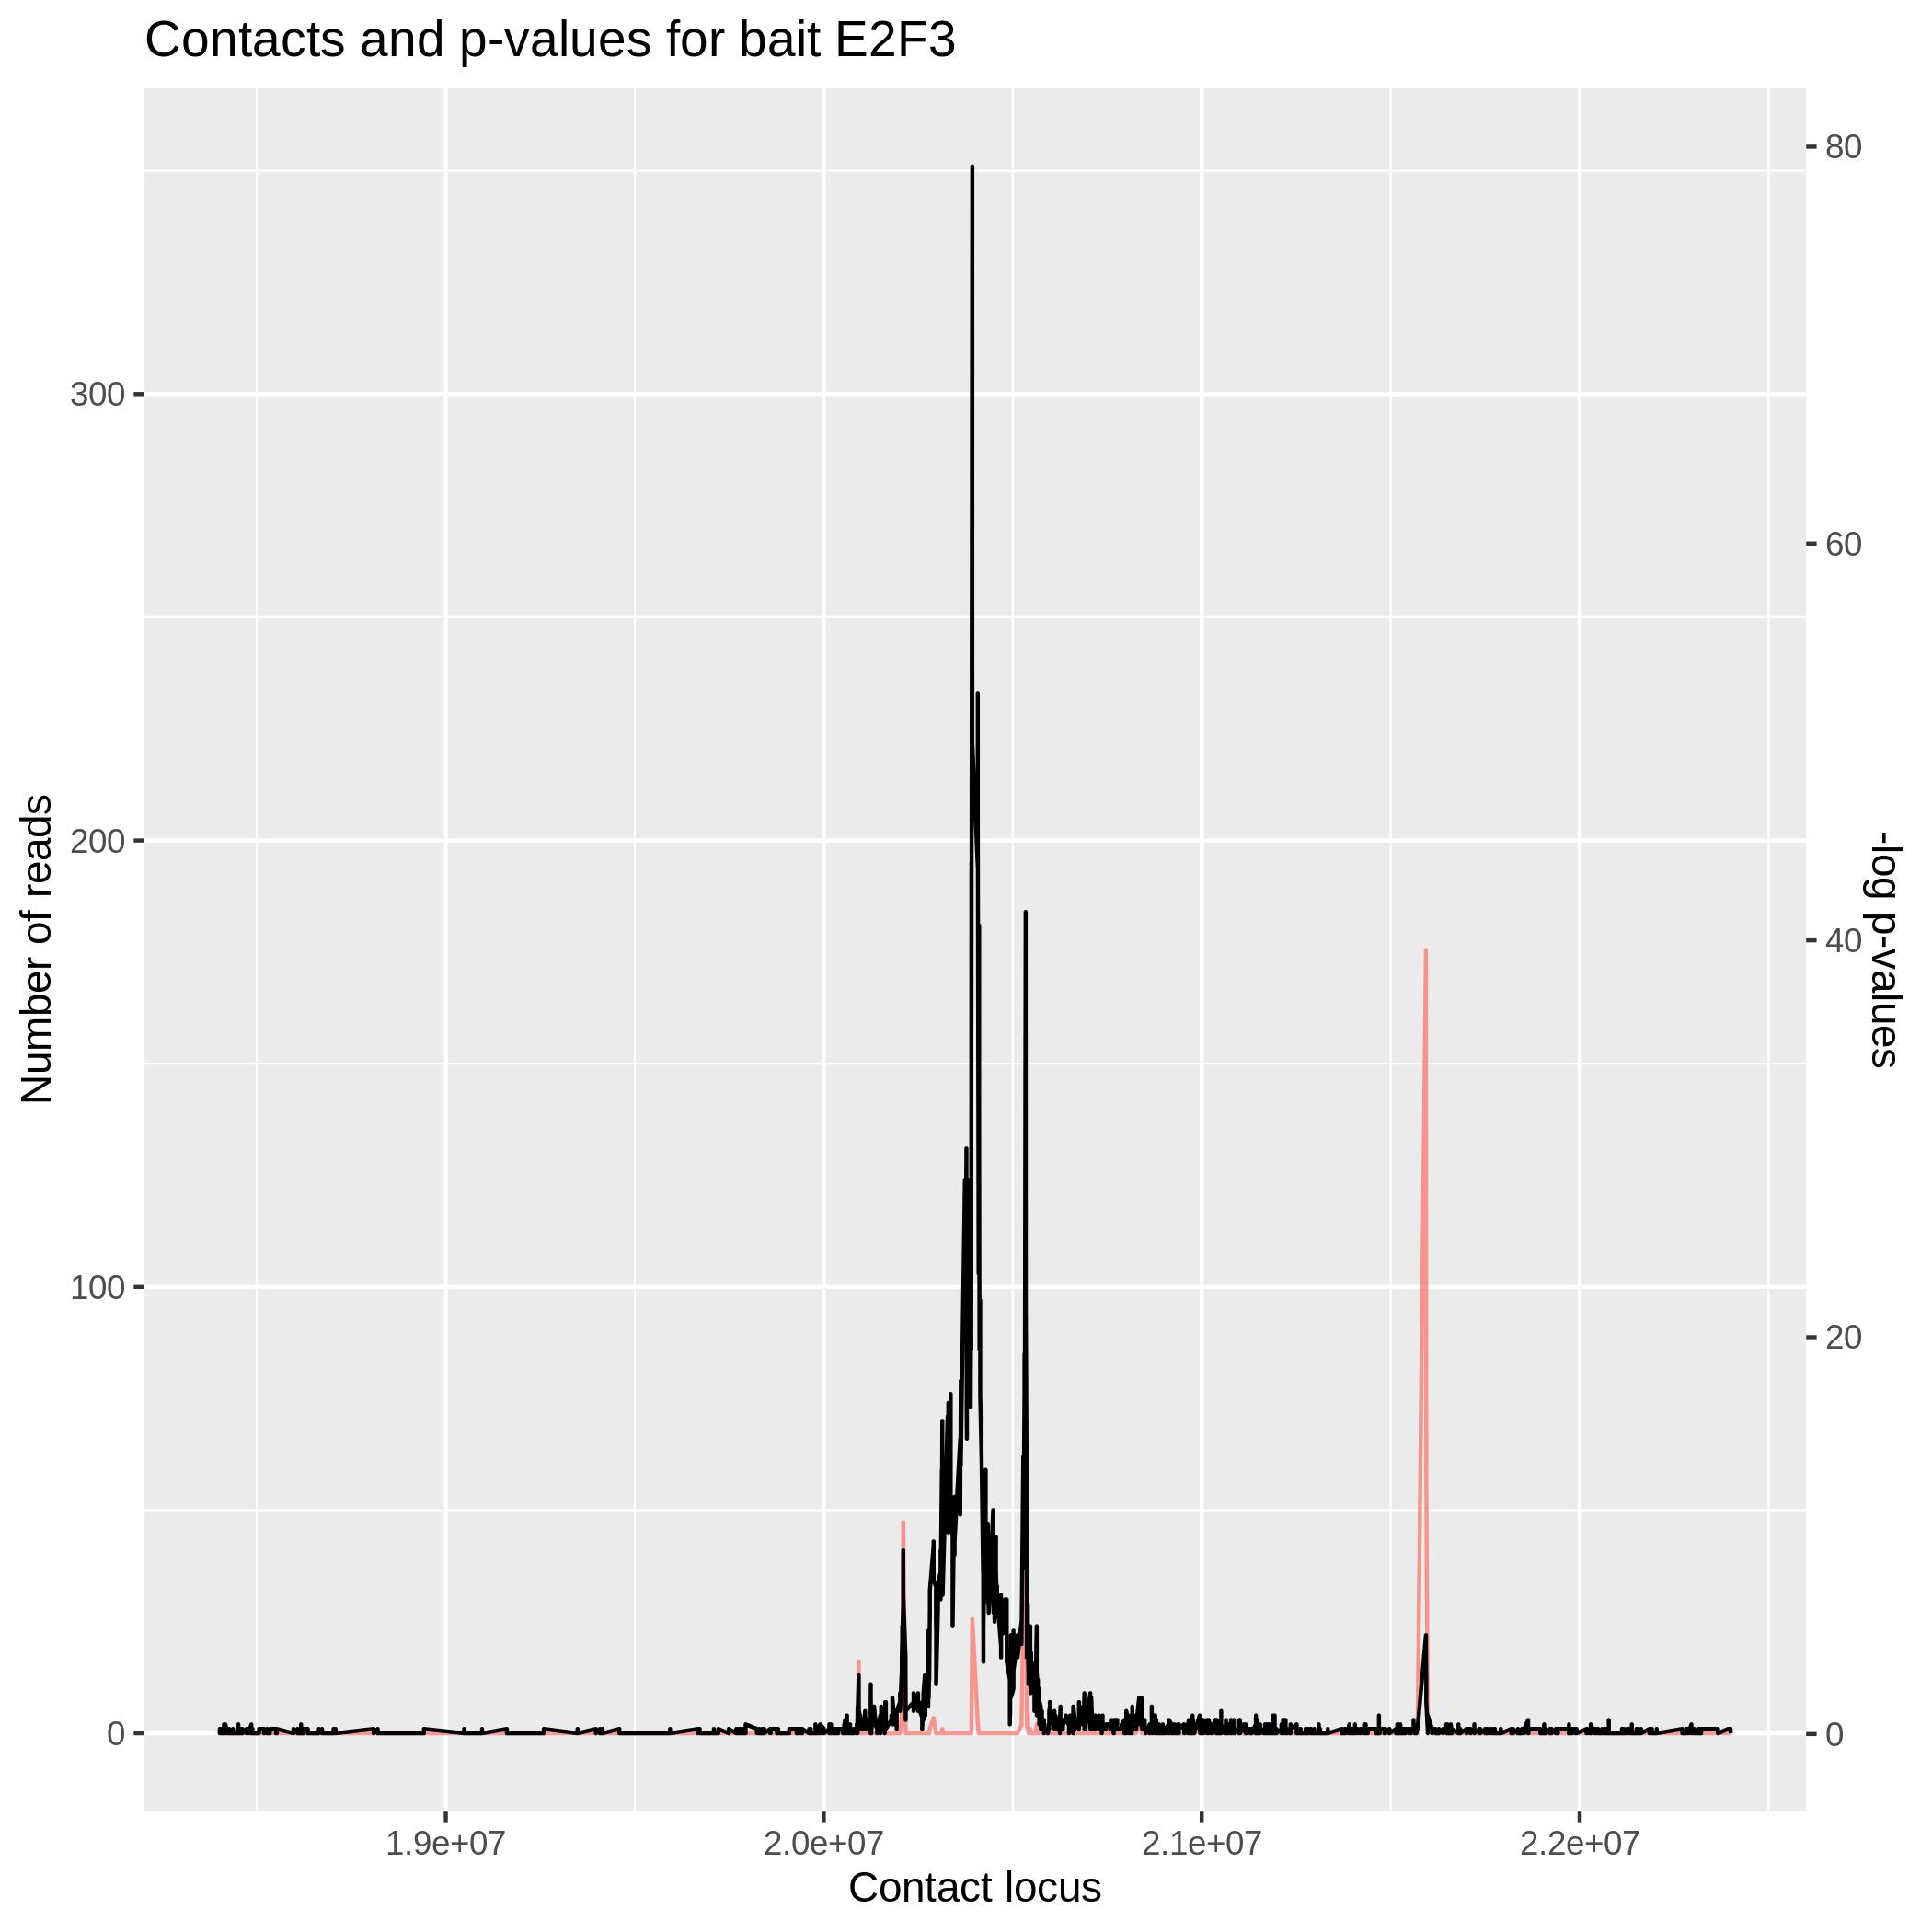 Contacts and p-values for bait E2F3
80
300
60
200
40
100
20
0
0
Number of reads
-log p-values
1.9e+07
2.0e+07
2.1e+07
2.2e+07
Contact locus